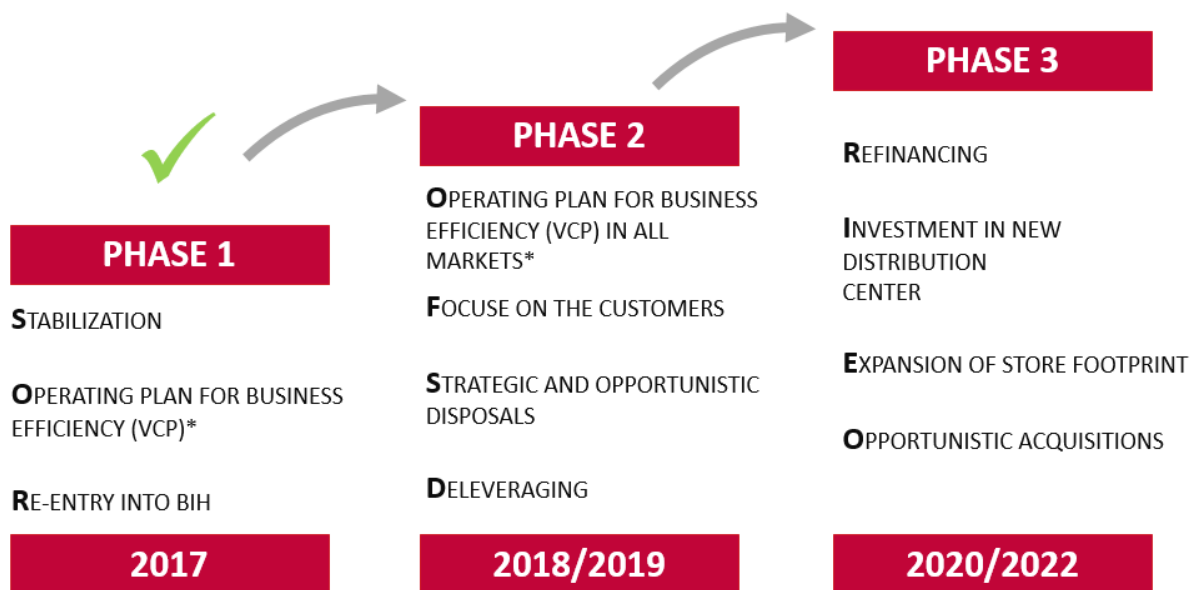 PHASE 1
STABILIZATION
OPERATING PLAN FOR BUSINESS
EFFICIENCY (VCP)*
RE-ENTRY INTO BIH
2017
PHASE 2
OPERATING PLAN FOR BUSINESS
EFFICIENCY (VCP) IN ALL
MARKETS*
FOCUSE ON THE CUSTOMERS
STRATEGIC AND OPPORTUNISTIC
DISPOSALS
DELEVERAGING
2018/2019
PHASE 3
REFINANCING
INVESTMENT IN NEW
DISTRIBUTION
CENTER
EXPANSION OF STORE FOOTPRINT
OPPORTUNISTIC ACQUISITIONS
2020/2022